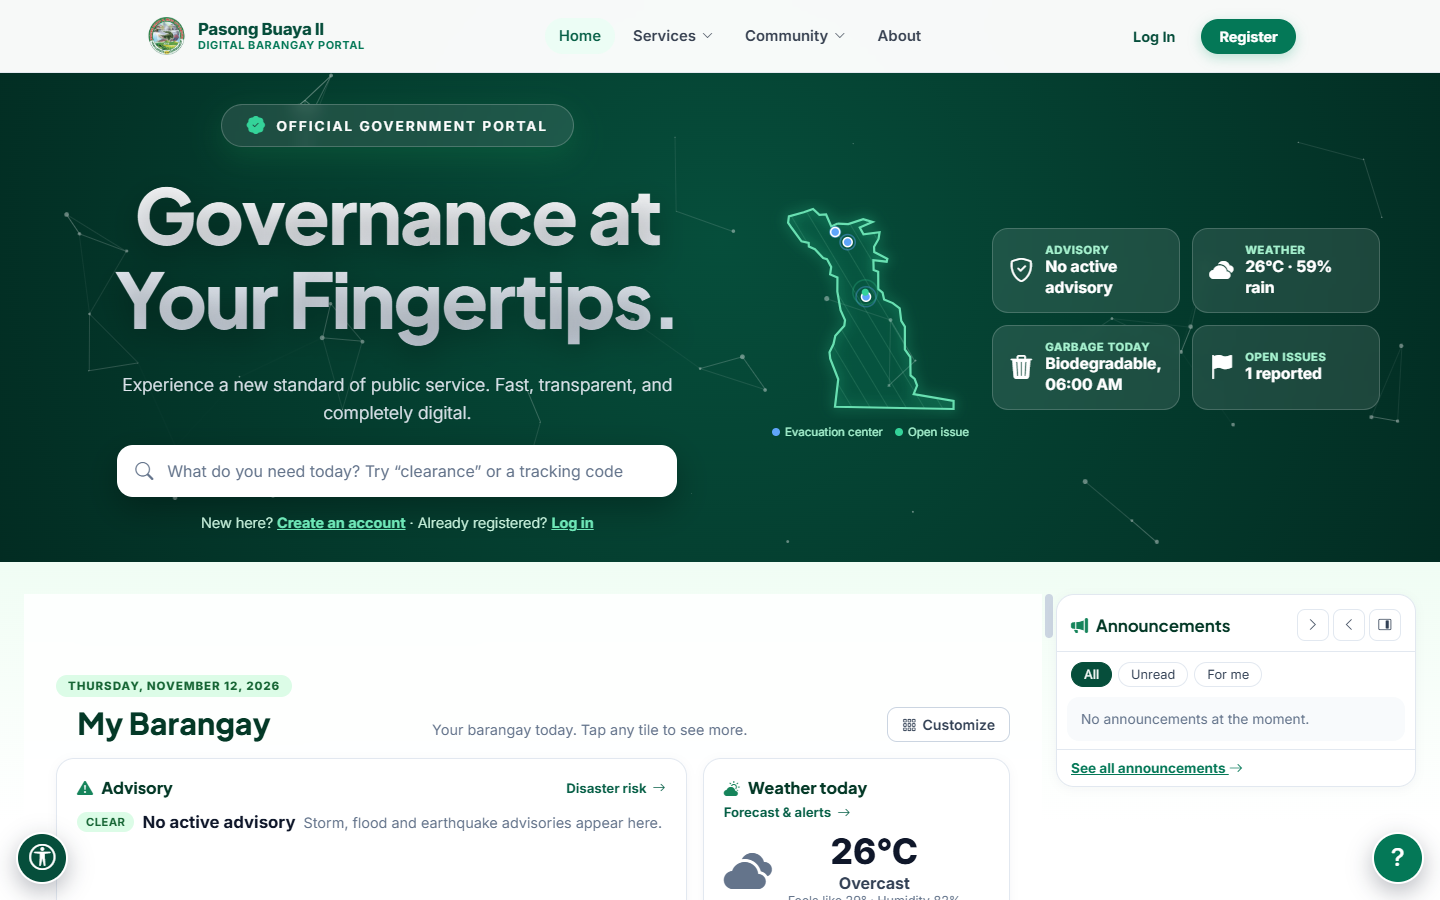 Pasong Buaya II
DIGITAL BARANGAY PORTAL
Home
Services
Community
About
Log In
Register
OFFICIAL GOVERNMENT PORTAL
Governance at
Your Fingertips.
Experience a new standard of public service. Fast, transparent, and
completely digital.
What do you need today? Try “clearance” or a tracking code
New here? Create an account · Already registered? Log in
Evacuation center
Open issue
ADVISORY
No active
advisory
WEATHER
26°C · 59%
rain
GARBAGE TODAY
Biodegradable,
06:00 AM
OPEN ISSUES
1 reported
THURSDAY, NOVEMBER 12, 2026
My Barangay
Your barangay today. Tap any tile to see more.
Customize
Advisory
Disaster risk
CLEAR No active advisory Storm, flood and earthquake advisories appear here.
Weather today
Forecast & alerts
26°C
Overcast
Feels like 29° · Humidity 83%
Announcements
All
Unread
For me
No announcements at the moment.
See all announcements
?